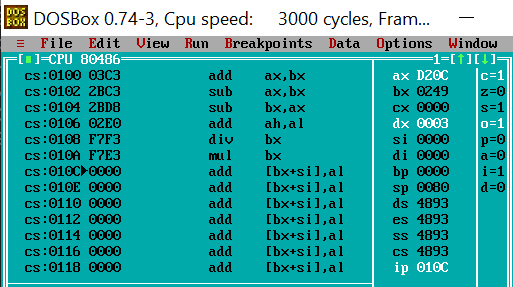 DOSBox 0.74-3, Cpu speed: 3000 cycles, Fram...
≡ File Edit View Run Breakpoints Data Options Window
[■]=CPU 80486 1=[↑][↓]
cs:0100 03C3 add ax,bx ax D20C c=1
cs:0102 2BC3 sub ax,bx bx 0249 z=0
cs:0104 2BD8 sub bx,ax cx 0000 s=1
cs:0106 02E0 add ah,al dx 0003 o=1
cs:0108 F7F3 div bx si 0000 p=0
cs:010A F7E3 mul bx di 0000 a=0
cs:010C►0000 add [bx+si],al bp 0000 i=1
cs:010E 0000 add [bx+si],al sp 0080 d=0
cs:0110 0000 add [bx+si],al ds 4893
cs:0112 0000 add [bx+si],al es 4893
cs:0114 0000 add [bx+si],al ss 4893
cs:0116 0000 add [bx+si],al cs 4893
cs:0118 0000 add [bx+si],al ip 010C